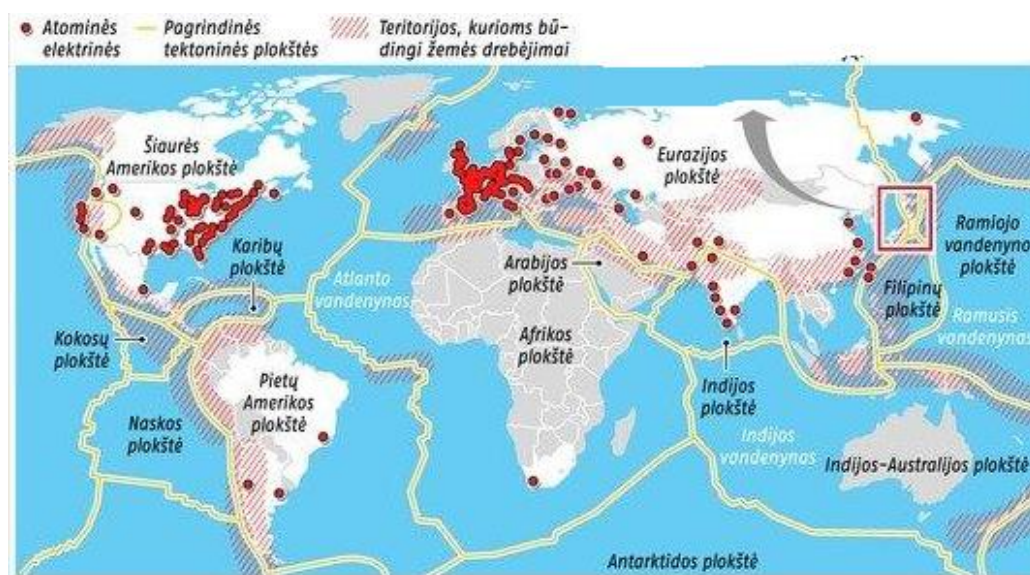 Atominės
elektrinės
Pagrindinės
tektoninės plokštės
Teritorijos, kurioms bū-
dingi žemės drebėjimai
Šiaurės
Amerikos plokštė
Eurazijos
plokštė
Karibų
plokštė
Atlanto
vandenynas
Arabijos
plokštė
Ramiojo
vandenyno
plokštė
Filipinų
plokštė
Ramusis
vandenynas
Kokosų
plokštė
Afrikos
plokštė
Pietų
Amerikos
plokštė
Naskos
plokštė
Indijos
plokštė
Indijos
vandenynas
Indijos-Australijos plokštė
Antarktidos plokštė